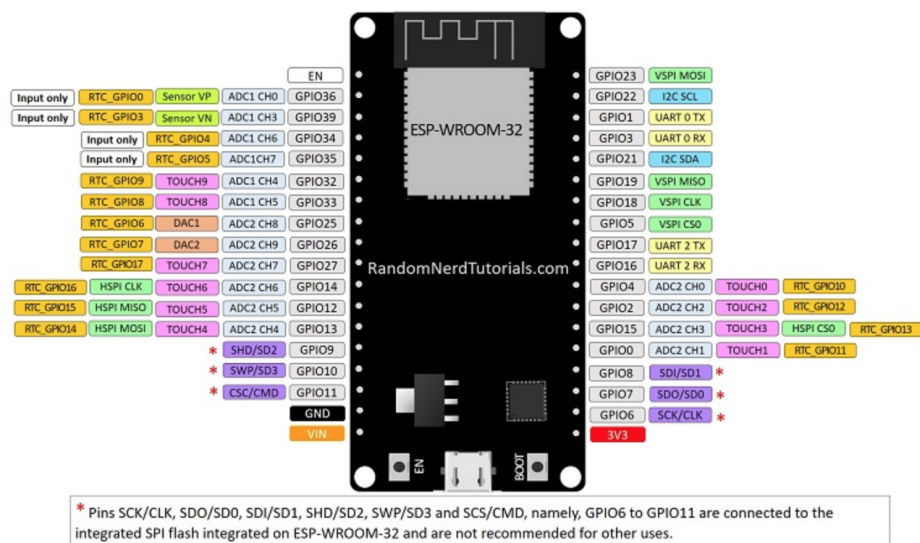 EN
Input only RTC_GPIO0 Sensor VP ADC1 CH0 GPIO36
Input only RTC_GPIO3 Sensor VN ADC1 CH3 GPIO39
Input only RTC_GPIO4 ADC1 CH6 GPIO34
Input only RTC_GPIO5 ADC1CH7 GPIO35
RTC_GPIO9 TOUCH9 ADC1 CH4 GPIO32
RTC_GPIO8 TOUCH8 ADC1 CH5 GPIO33
RTC_GPIO6 DAC1 ADC2 CH8 GPIO25
RTC_GPIO7 DAC2 ADC2 CH9 GPIO26
RTC_GPIO17 TOUCH7 ADC2 CH7 GPIO27
RTC_GPIO16 HSPI CLK TOUCH6 ADC2 CH6 GPIO14
RTC_GPIO15 HSPI MISO TOUCH5 ADC2 CH5 GPIO12
RTC_GPIO14 HSPI MOSI TOUCH4 ADC2 CH4 GPIO13
* SHD/SD2 GPIO9
* SWP/SD3 GPIO10
* CSC/CMD GPIO11
GND
VIN
ESP-WROOM-32
RandomNerdTutorials.com
EN
BOOT
GPIO23 VSPI MOSI
GPIO22 I2C SCL
GPIO1 UART 0 TX
GPIO3 UART 0 RX
GPIO21 I2C SDA
GPIO19 VSPI MISO
GPIO18 VSPI CLK
GPIO5 VSPI CS0
GPIO17 UART 2 TX
GPIO16 UART 2 RX
GPIO4 ADC2 CH0 TOUCH0 RTC_GPIO10
GPIO2 ADC2 CH2 TOUCH2 RTC_GPIO12
GPIO15 ADC2 CH3 TOUCH3 HSPI CS0 RTC_GPIO13
GPIO0 ADC2 CH1 TOUCH1 RTC_GPIO11
GPIO8 SDI/SD1 *
GPIO7 SDO/SD0 *
GPIO6 SCK/CLK *
3V3
* Pins SCK/CLK, SDO/SD0, SDI/SD1, SHD/SD2, SWP/SD3 and SCS/CMD, namely, GPIO6 to GPIO11 are connected to the
integrated SPI flash integrated on ESP-WROOM-32 and are not recommended for other uses.